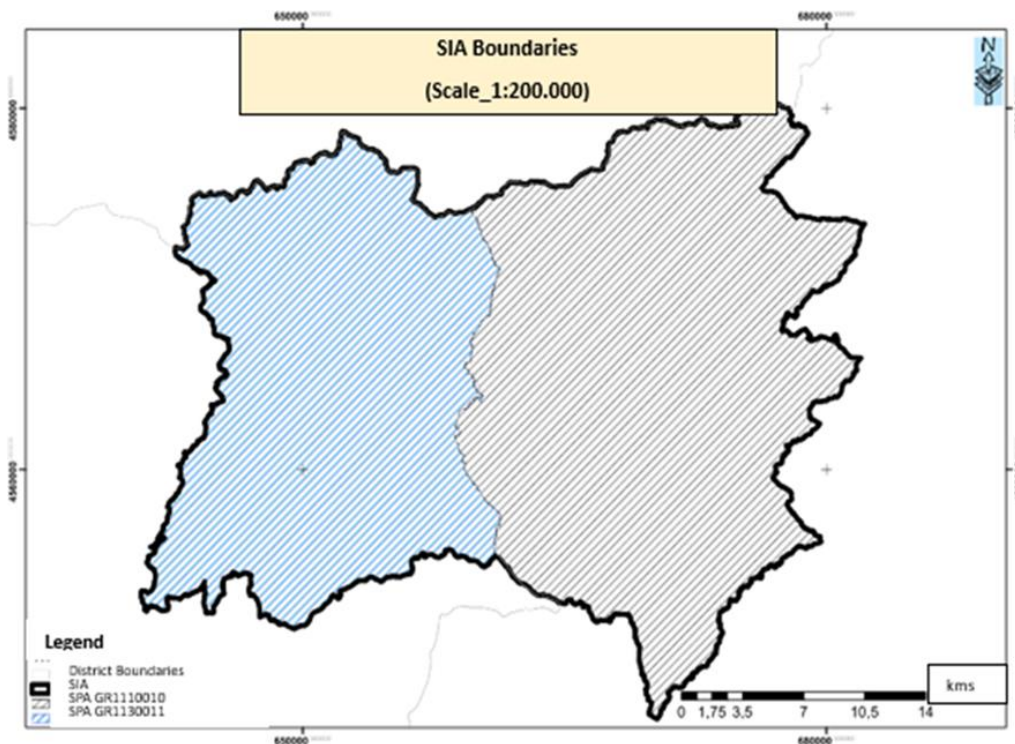 650000
680000
SIA Boundaries
(Scale_1:200.000)
N
4580000
4560000
Legend
District Boundaries
SIA
SPA GR1110010
SPA GR1130011
kms
0 1,75 3,5 7 10,5 14
650000
680000